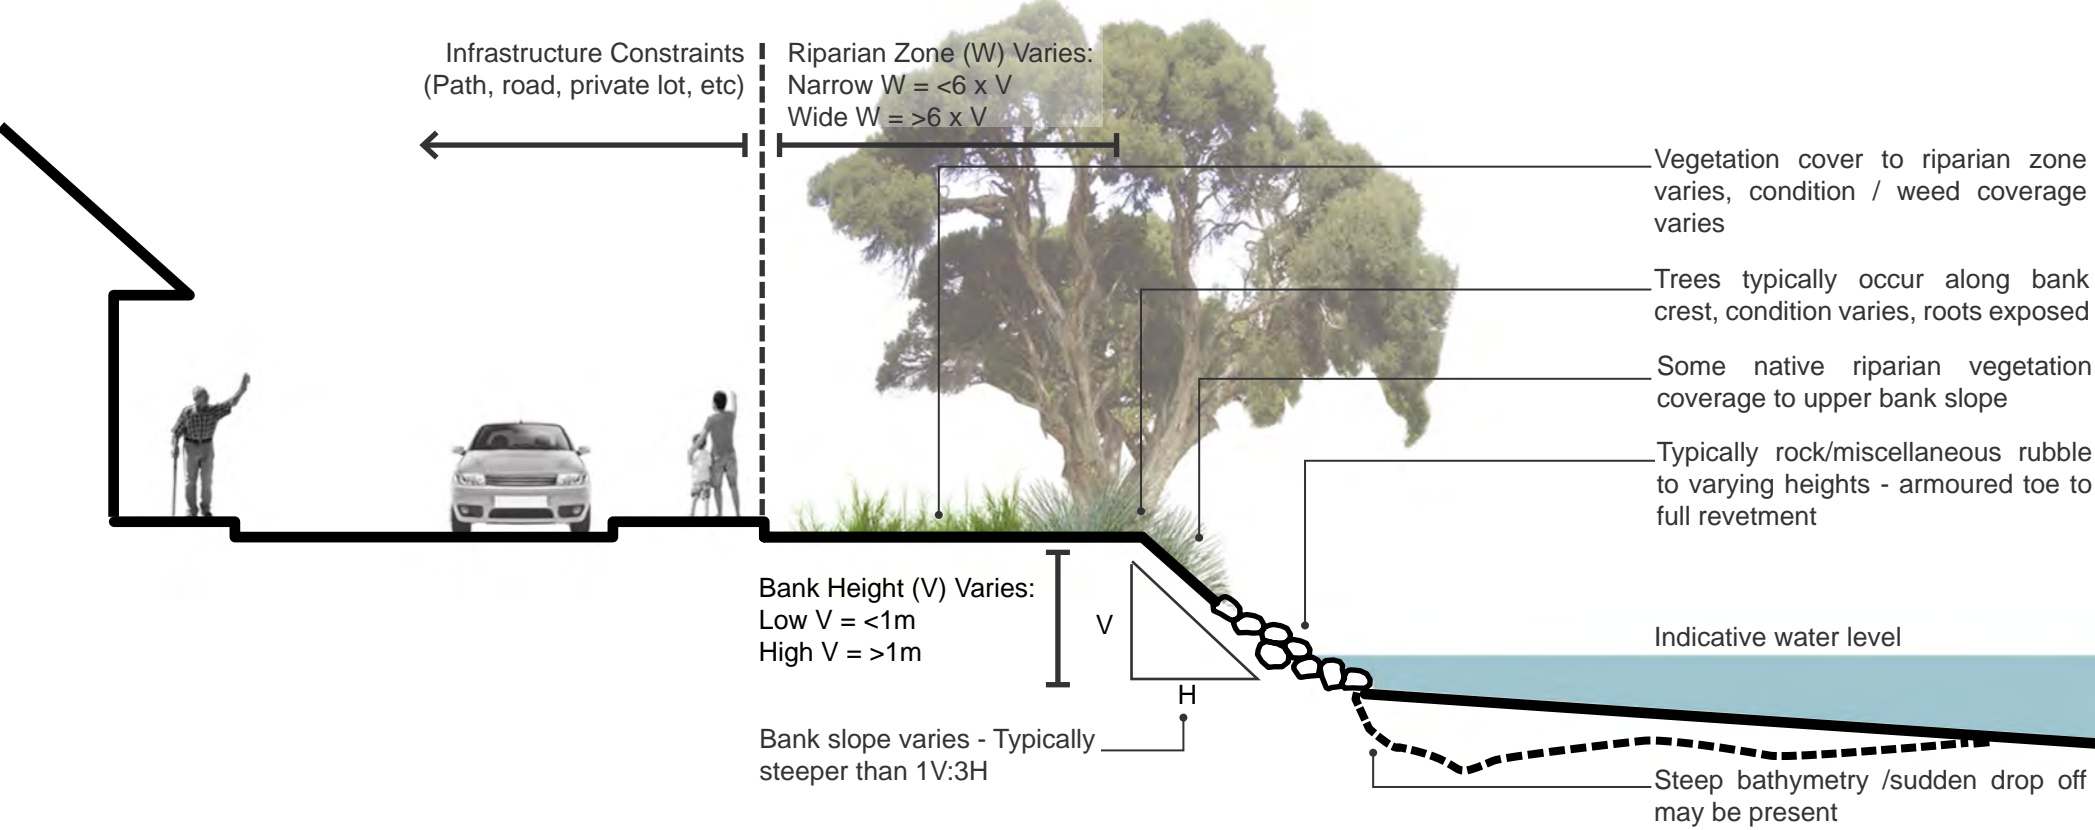 Infrastructure Constraints
(Path, road, private lot, etc)
Riparian Zone (W) Varies:
Narrow W = <6 x V
Wide W = >6 x V
Vegetation cover to riparian zone
varies, condition / weed coverage
varies
Trees typically occur along bank
crest, condition varies, roots exposed
Some native riparian vegetation
coverage to upper bank slope
Typically rock/miscellaneous rubble
to varying heights - armoured toe to
full revetment
Bank Height (V) Varies:
Low V = <1m
High V = >1m
V
H
Indicative water level
Bank slope varies - Typically
steeper than 1V:3H
Steep bathymetry /sudden drop off
may be present